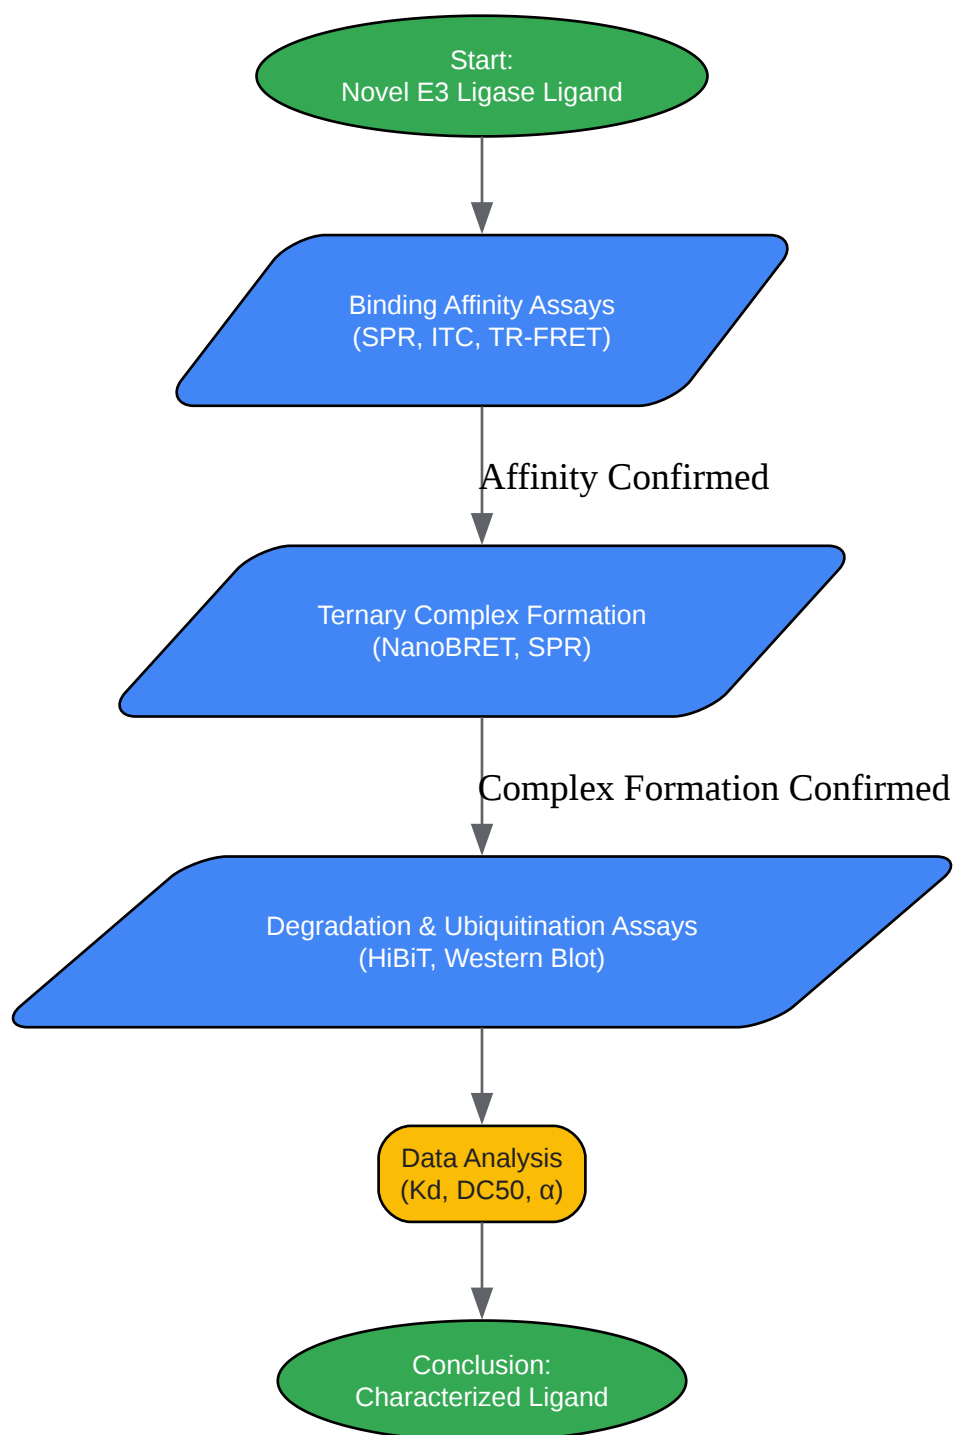 Start:
Novel E3 Ligase Ligand
Binding Affinity Assays
(SPR, ITC, TR-FRET)
Affinity Confirmed
Ternary Complex Formation
(NanoBRET, SPR)
Complex Formation Confirmed
Degradation & Ubiquitination Assays
(HiBiT, Western Blot)
Data Analysis
(Kd, DC50, α)
Conclusion:
Characterized Ligand